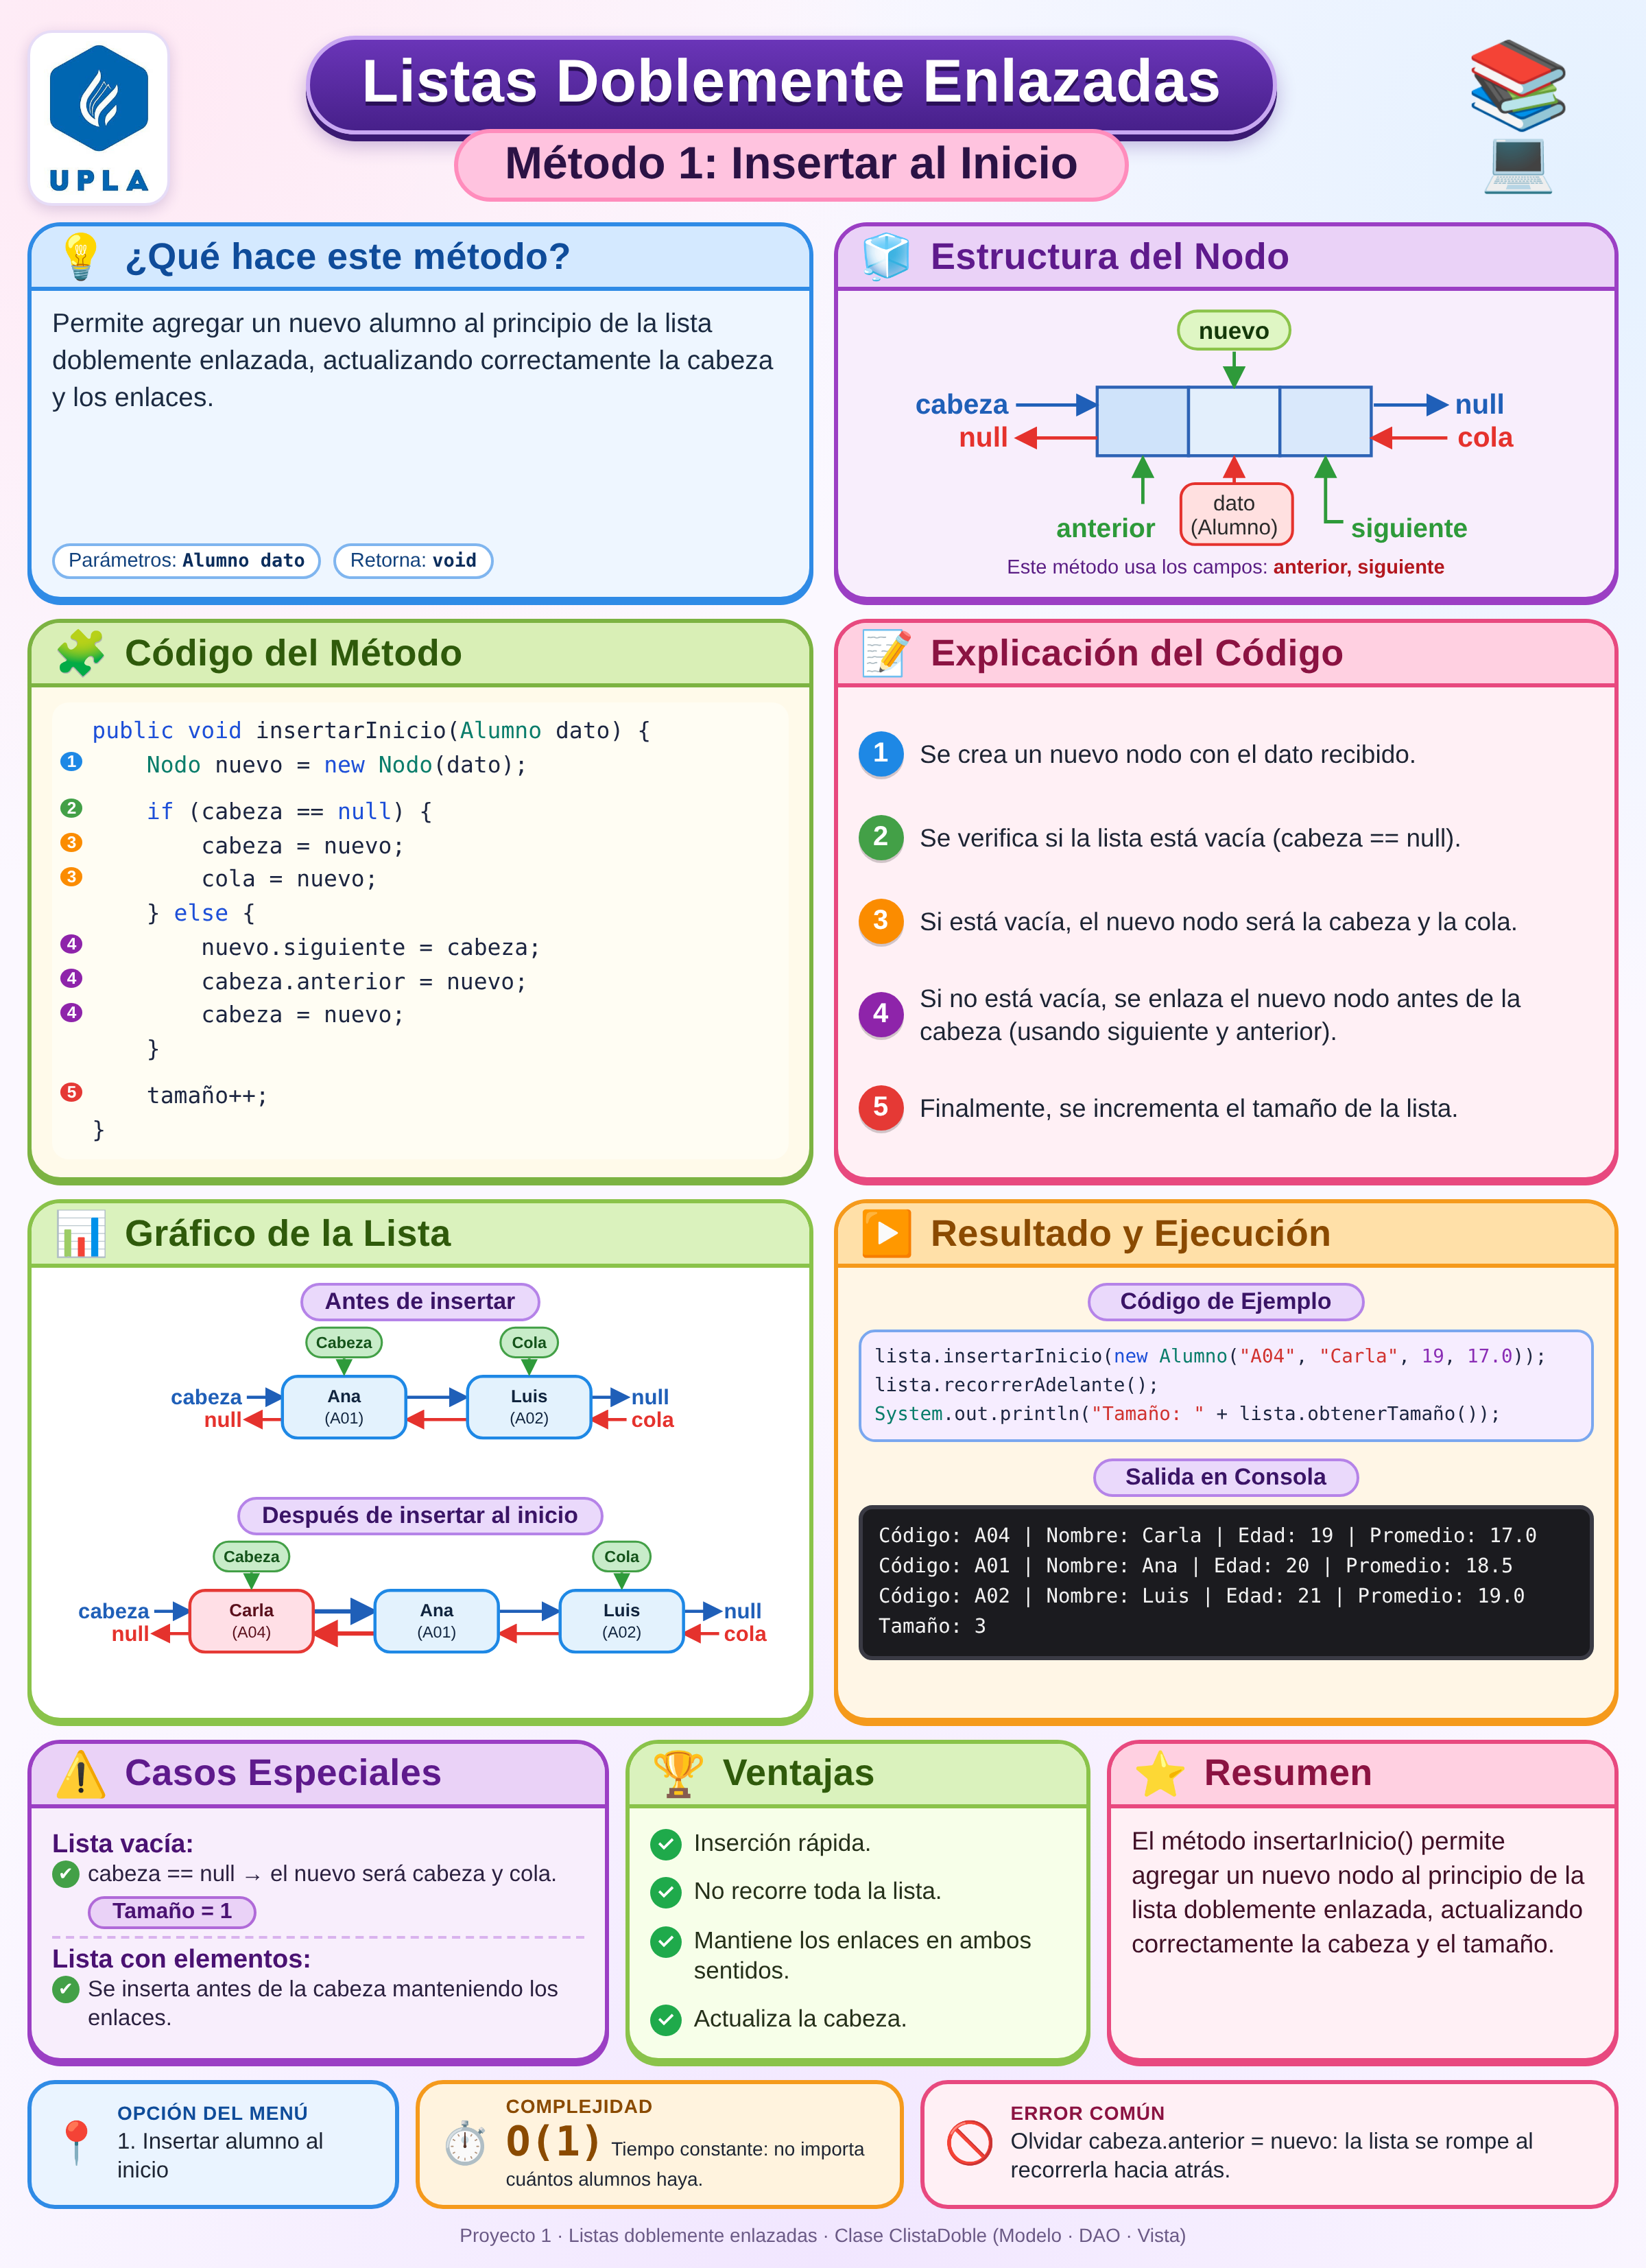 UPLA
Listas Doblemente Enlazadas
Método 1: Insertar al Inicio
¿Qué hace este método?
Permite agregar un nuevo alumno al principio de la lista
doblemente enlazada, actualizando correctamente la cabeza
y los enlaces.
Parámetros: Alumno dato
Retorna: void
Estructura del Nodo
nuevo
cabeza
null
null
cola
anterior
dato
(Alumno)
siguiente
Este método usa los campos: anterior, siguiente
Código del Método
public void insertarInicio(Alumno dato) {
1 Nodo nuevo = new Nodo(dato);
2 if (cabeza == null) {
3 cabeza = nuevo;
3 cola = nuevo;
} else {
4 nuevo.siguiente = cabeza;
4 cabeza.anterior = nuevo;
4 cabeza = nuevo;
}
5 tamaño++;
}
Explicación del Código
1 Se crea un nuevo nodo con el dato recibido.
2 Se verifica si la lista está vacía (cabeza == null).
3 Si está vacía, el nuevo nodo será la cabeza y la cola.
4 Si no está vacía, se enlaza el nuevo nodo antes de la
cabeza (usando siguiente y anterior).
5 Finalmente, se incrementa el tamaño de la lista.
Gráfico de la Lista
Antes de insertar
Cabeza
Cola
cabeza
null
Ana
(A01)
Luis
(A02)
null
cola
Después de insertar al inicio
Cabeza
Cola
cabeza
null
Carla
(A04)
Ana
(A01)
Luis
(A02)
null
cola
Resultado y Ejecución
Código de Ejemplo
lista.insertarInicio(new Alumno("A04", "Carla", 19, 17.0));
lista.recorrerAdelante();
System.out.println("Tamaño: " + lista.obtenerTamaño());
Salida en Consola
Código: A04 | Nombre: Carla | Edad: 19 | Promedio: 17.0
Código: A01 | Nombre: Ana | Edad: 20 | Promedio: 18.5
Código: A02 | Nombre: Luis | Edad: 21 | Promedio: 19.0
Tamaño: 3
Casos Especiales
Lista vacía:
cabeza == null → el nuevo será cabeza y cola.
Tamaño = 1
Lista con elementos:
Se inserta antes de la cabeza manteniendo los
enlaces.
Ventajas
Inserción rápida.
No recorre toda la lista.
Mantiene los enlaces en ambos
sentidos.
Actualiza la cabeza.
Resumen
El método insertarInicio() permite
agregar un nuevo nodo al principio de la
lista doblemente enlazada, actualizando
correctamente la cabeza y el tamaño.
OPCIÓN DEL MENÚ
1. Insertar alumno al
inicio
COMPLEJIDAD
O(1) Tiempo constante: no importa
cuántos alumnos haya.
ERROR COMÚN
Olvidar cabeza.anterior = nuevo: la lista se rompe al
recorrerla hacia atrás.
Proyecto 1 · Listas doblemente enlazadas · Clase ClistaDoble (Modelo · DAO · Vista)